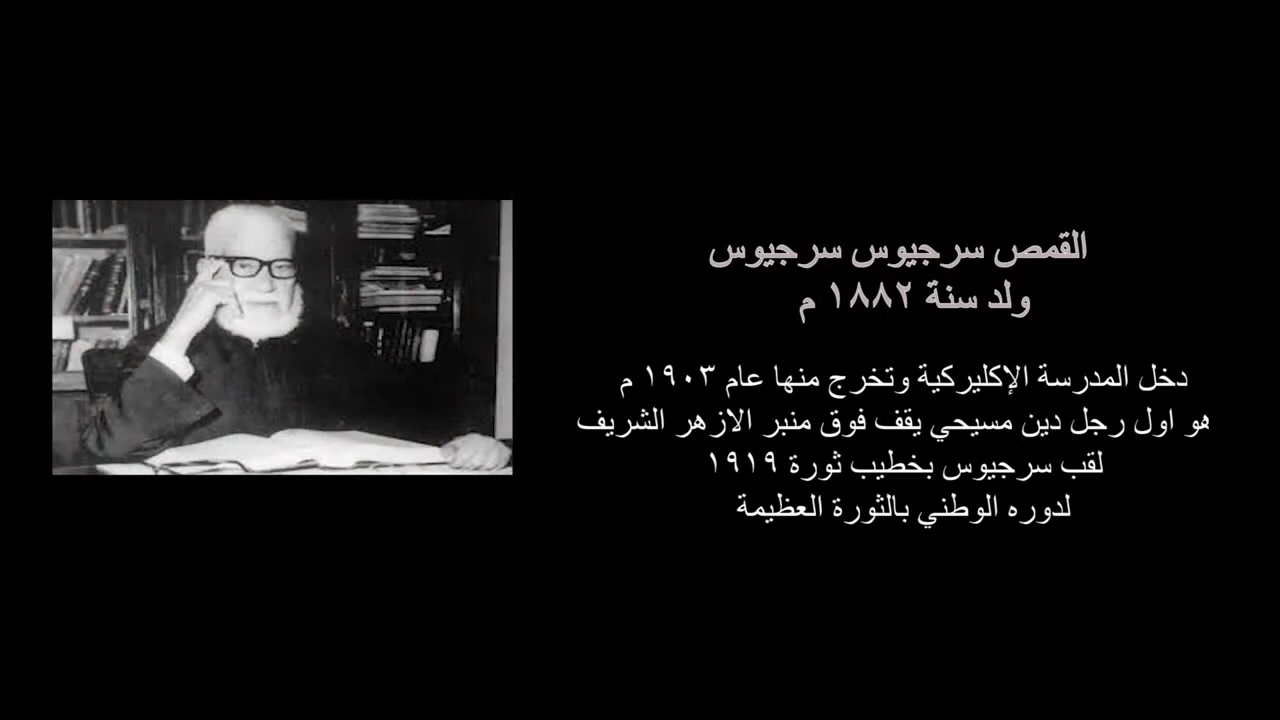 القمص سرجيوس سرجيوس
ولد سنة ١٨٨٢ م
دخل المدرسة الإكليركية وتخرج منها عام ١٩٠٣ م
هو اول رجل دين مسيحي يقف فوق منبر الازهر الشريف
لقب سرجيوس بخطيب ثورة ١٩١٩
لدوره الوطني بالثورة العظيمة